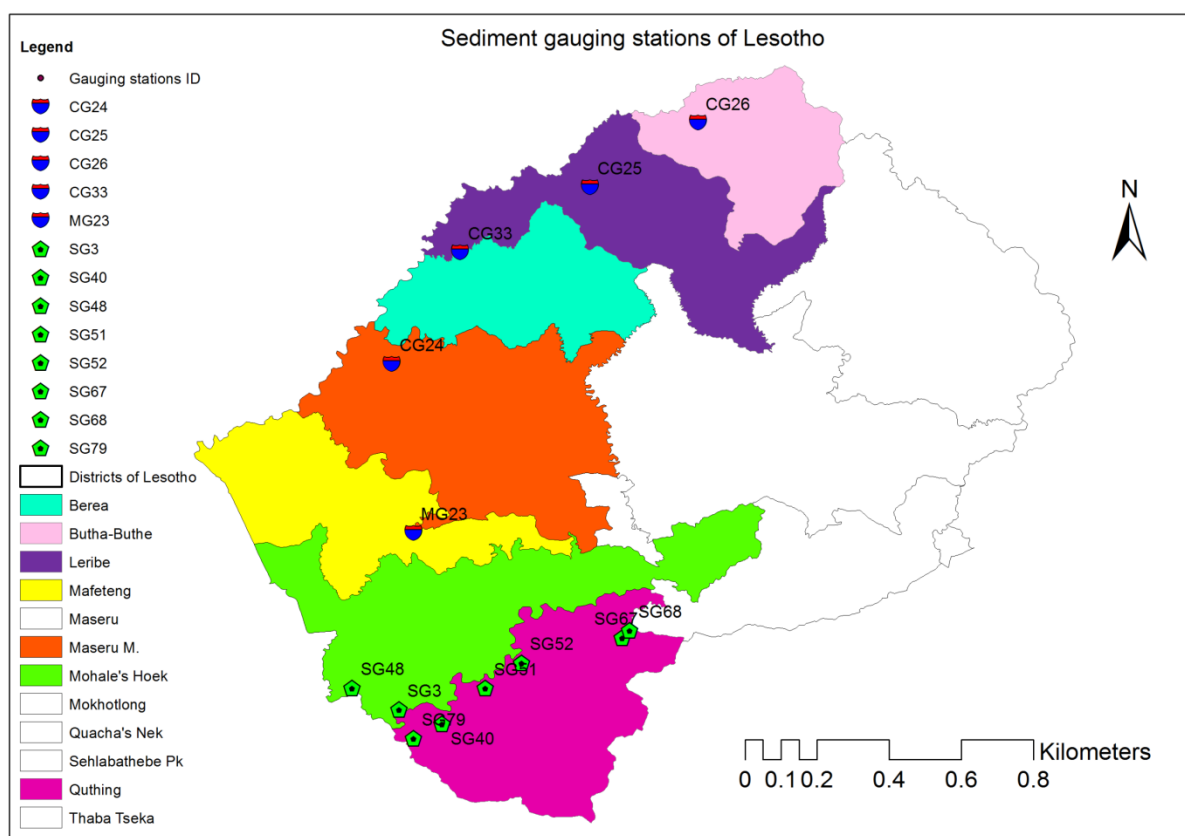 Sediment gauging stations of Lesotho
Legend
Gauging stations ID
CG24
CG25
CG26
CG33
MG23
SG3
SG40
SG48
SG51
SG52
SG67
SG68
SG79
Districts of Lesotho
Berea
Butha-Buthe
Leribe
Mafeteng
Maseru
Maseru M.
Mohale's Hoek
Mokhotlong
Quacha's Nek
Sehlabathebe Pk
Quthing
Thaba Tseka
CG26
CG25
CG33
CG24
MG23
SG68
SG67
SG52
SG51
SG48
SG3
SG79
SG40
N
Kilometers
0 0.1 0.2 0.4 0.6 0.8